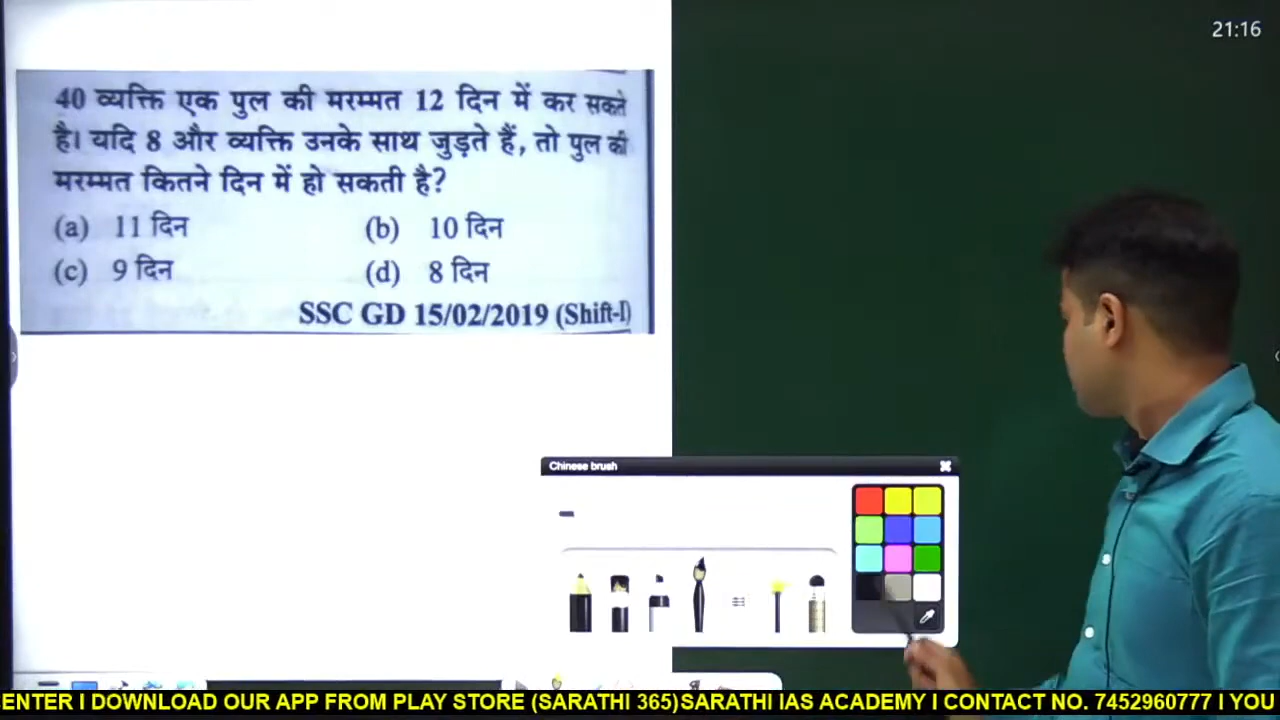 21:16
40 व्यक्ति एक पुल की मरम्मत 12 दिन में कर सकते
है। यदि 8 और व्यक्ति उनके साथ जुड़ते हैं, तो पुल की
मरम्मत कितने दिन में हो सकती है?
(a) 11 दिन (b) 10 दिन
(c) 9 दिन (d) 8 दिन
SSC GD 15/02/2019 (Shift-I)
Chinese brush
ENTER I DOWNLOAD OUR APP FROM PLAY STORE (SARATHI 365)SARATHI IAS ACADEMY I CONTACT NO. 7452960777 I YOU